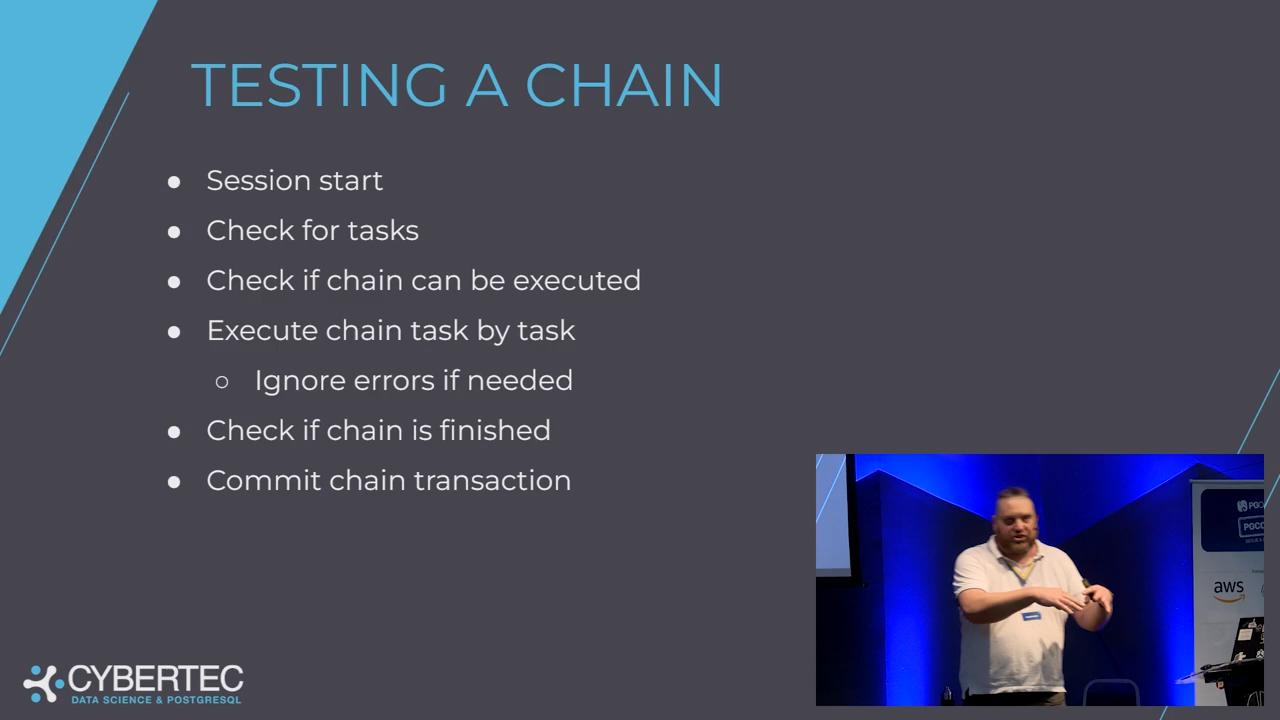 TESTING A CHAIN
● Session start
● Check for tasks
● Check if chain can be executed
● Execute chain task by task
○ Ignore errors if needed
● Check if chain is finished
● Commit chain transaction
CYBERTEC
DATA SCIENCE & POSTGRESQL
aws